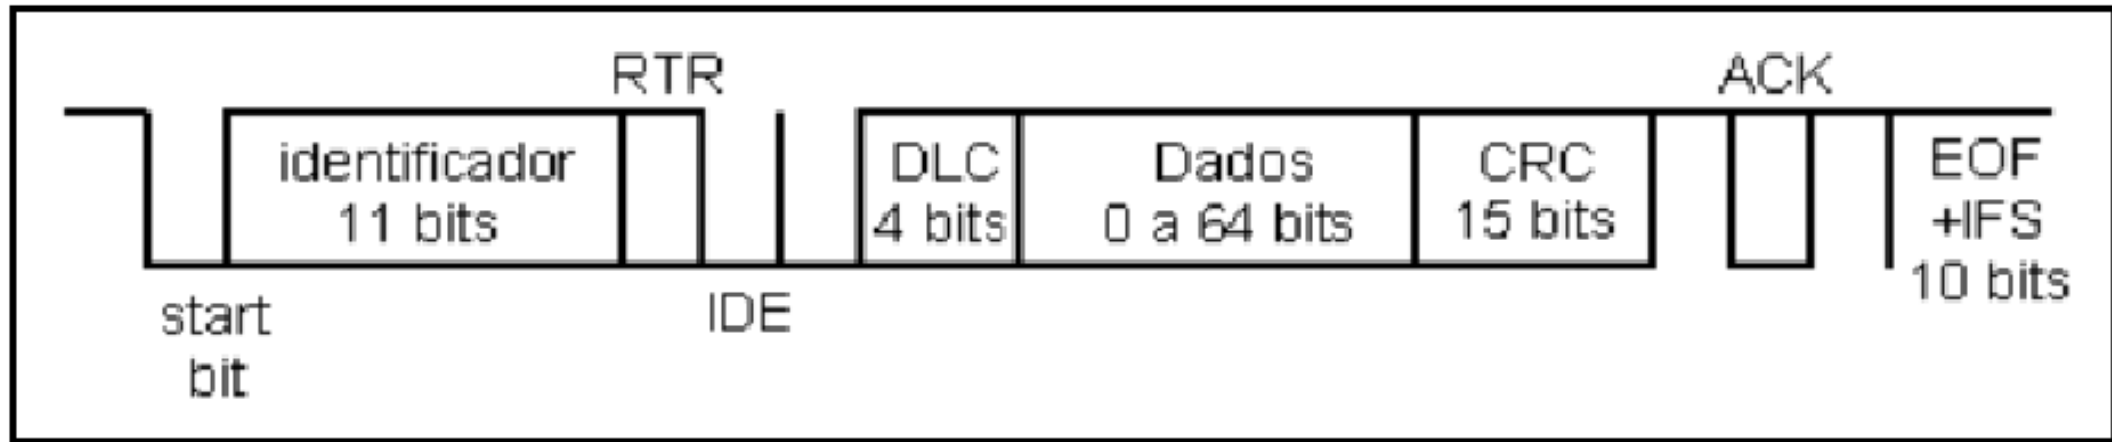 RTR
ACK
identificador
11 bits
DLC
4 bits
Dados
0 a 64 bits
CRC
15 bits
EOF
+IFS
10 bits
start
bit
IDE